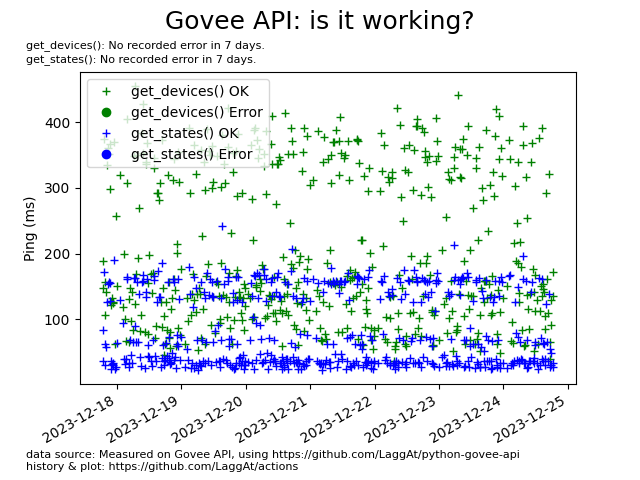 Govee API: is it working?
get_devices(): No recorded error in 7 days.
get_states(): No recorded error in 7 days.
get_devices() OK
get_devices() Error
get_states() OK
get_states() Error
400
300
200
100
Ping (ms)
2023-12-18
2023-12-19
2023-12-20
2023-12-21
2023-12-22
2023-12-23
2023-12-24
2023-12-25
data source: Measured on Govee API, using https://github.com/LaggAt/python-govee-api
history & plot: https://github.com/LaggAt/actions